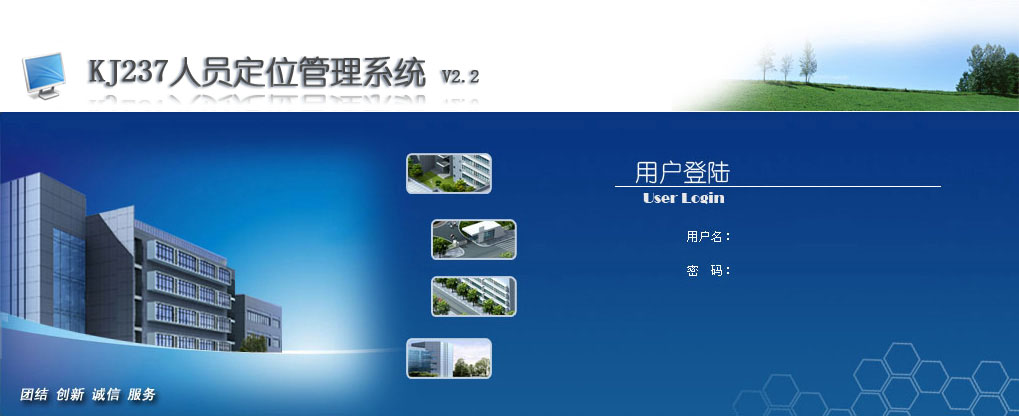 KJ237人员定位管理系统 V2.2
用户登陆
User Login
用户名：
密 码：
团结 创新 诚信 服务